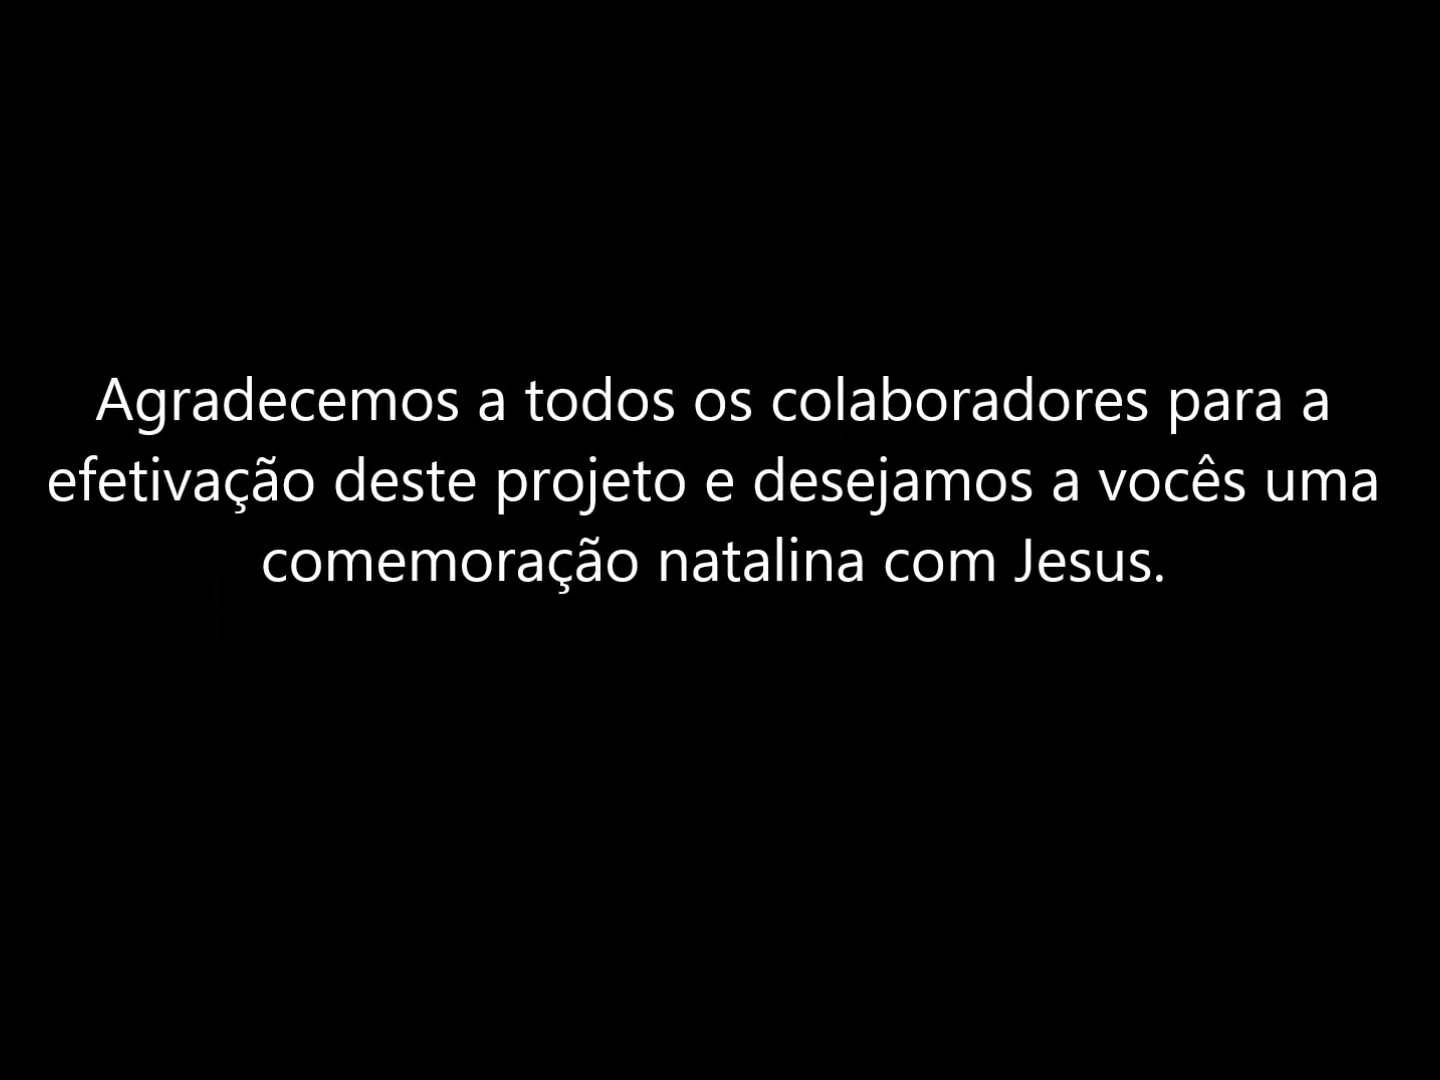 Agradecemos a todos os colaboradores para a
efetivação deste projeto e desejamos a vocês uma
comemoração natalina com Jesus.